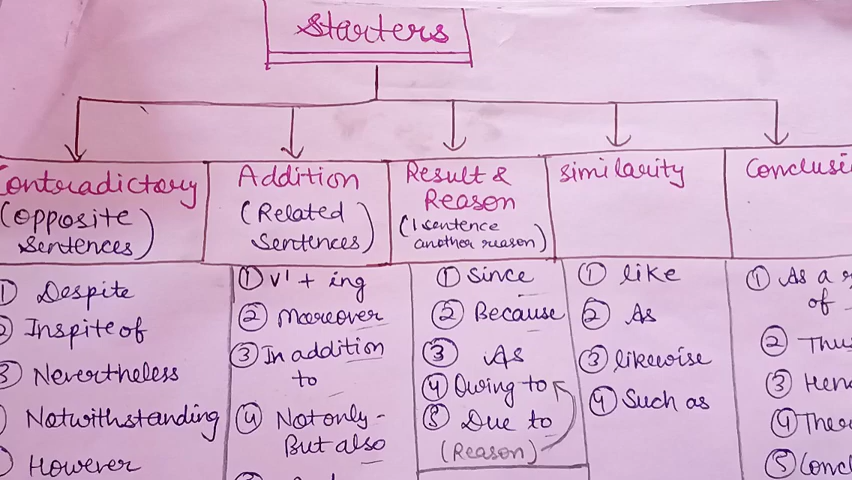 Starters
Contradictory
(Opposite
Sentences)
① Despite
② Inspite of
③ Nevertheless
Notwithstanding
However
Addition
(Related
Sentences)
① V¹ + ing
② Moreover
③ In addition
to
④ Not only -
But also
Result &
Reason
(1 sentence
another reason)
① Since
② Because
③ As
④ Owing to
⑤ Due to
(Reason)
Similarity
① like
② As
③ likewise
④ Such as
① As a
of
②
③
④
⑤